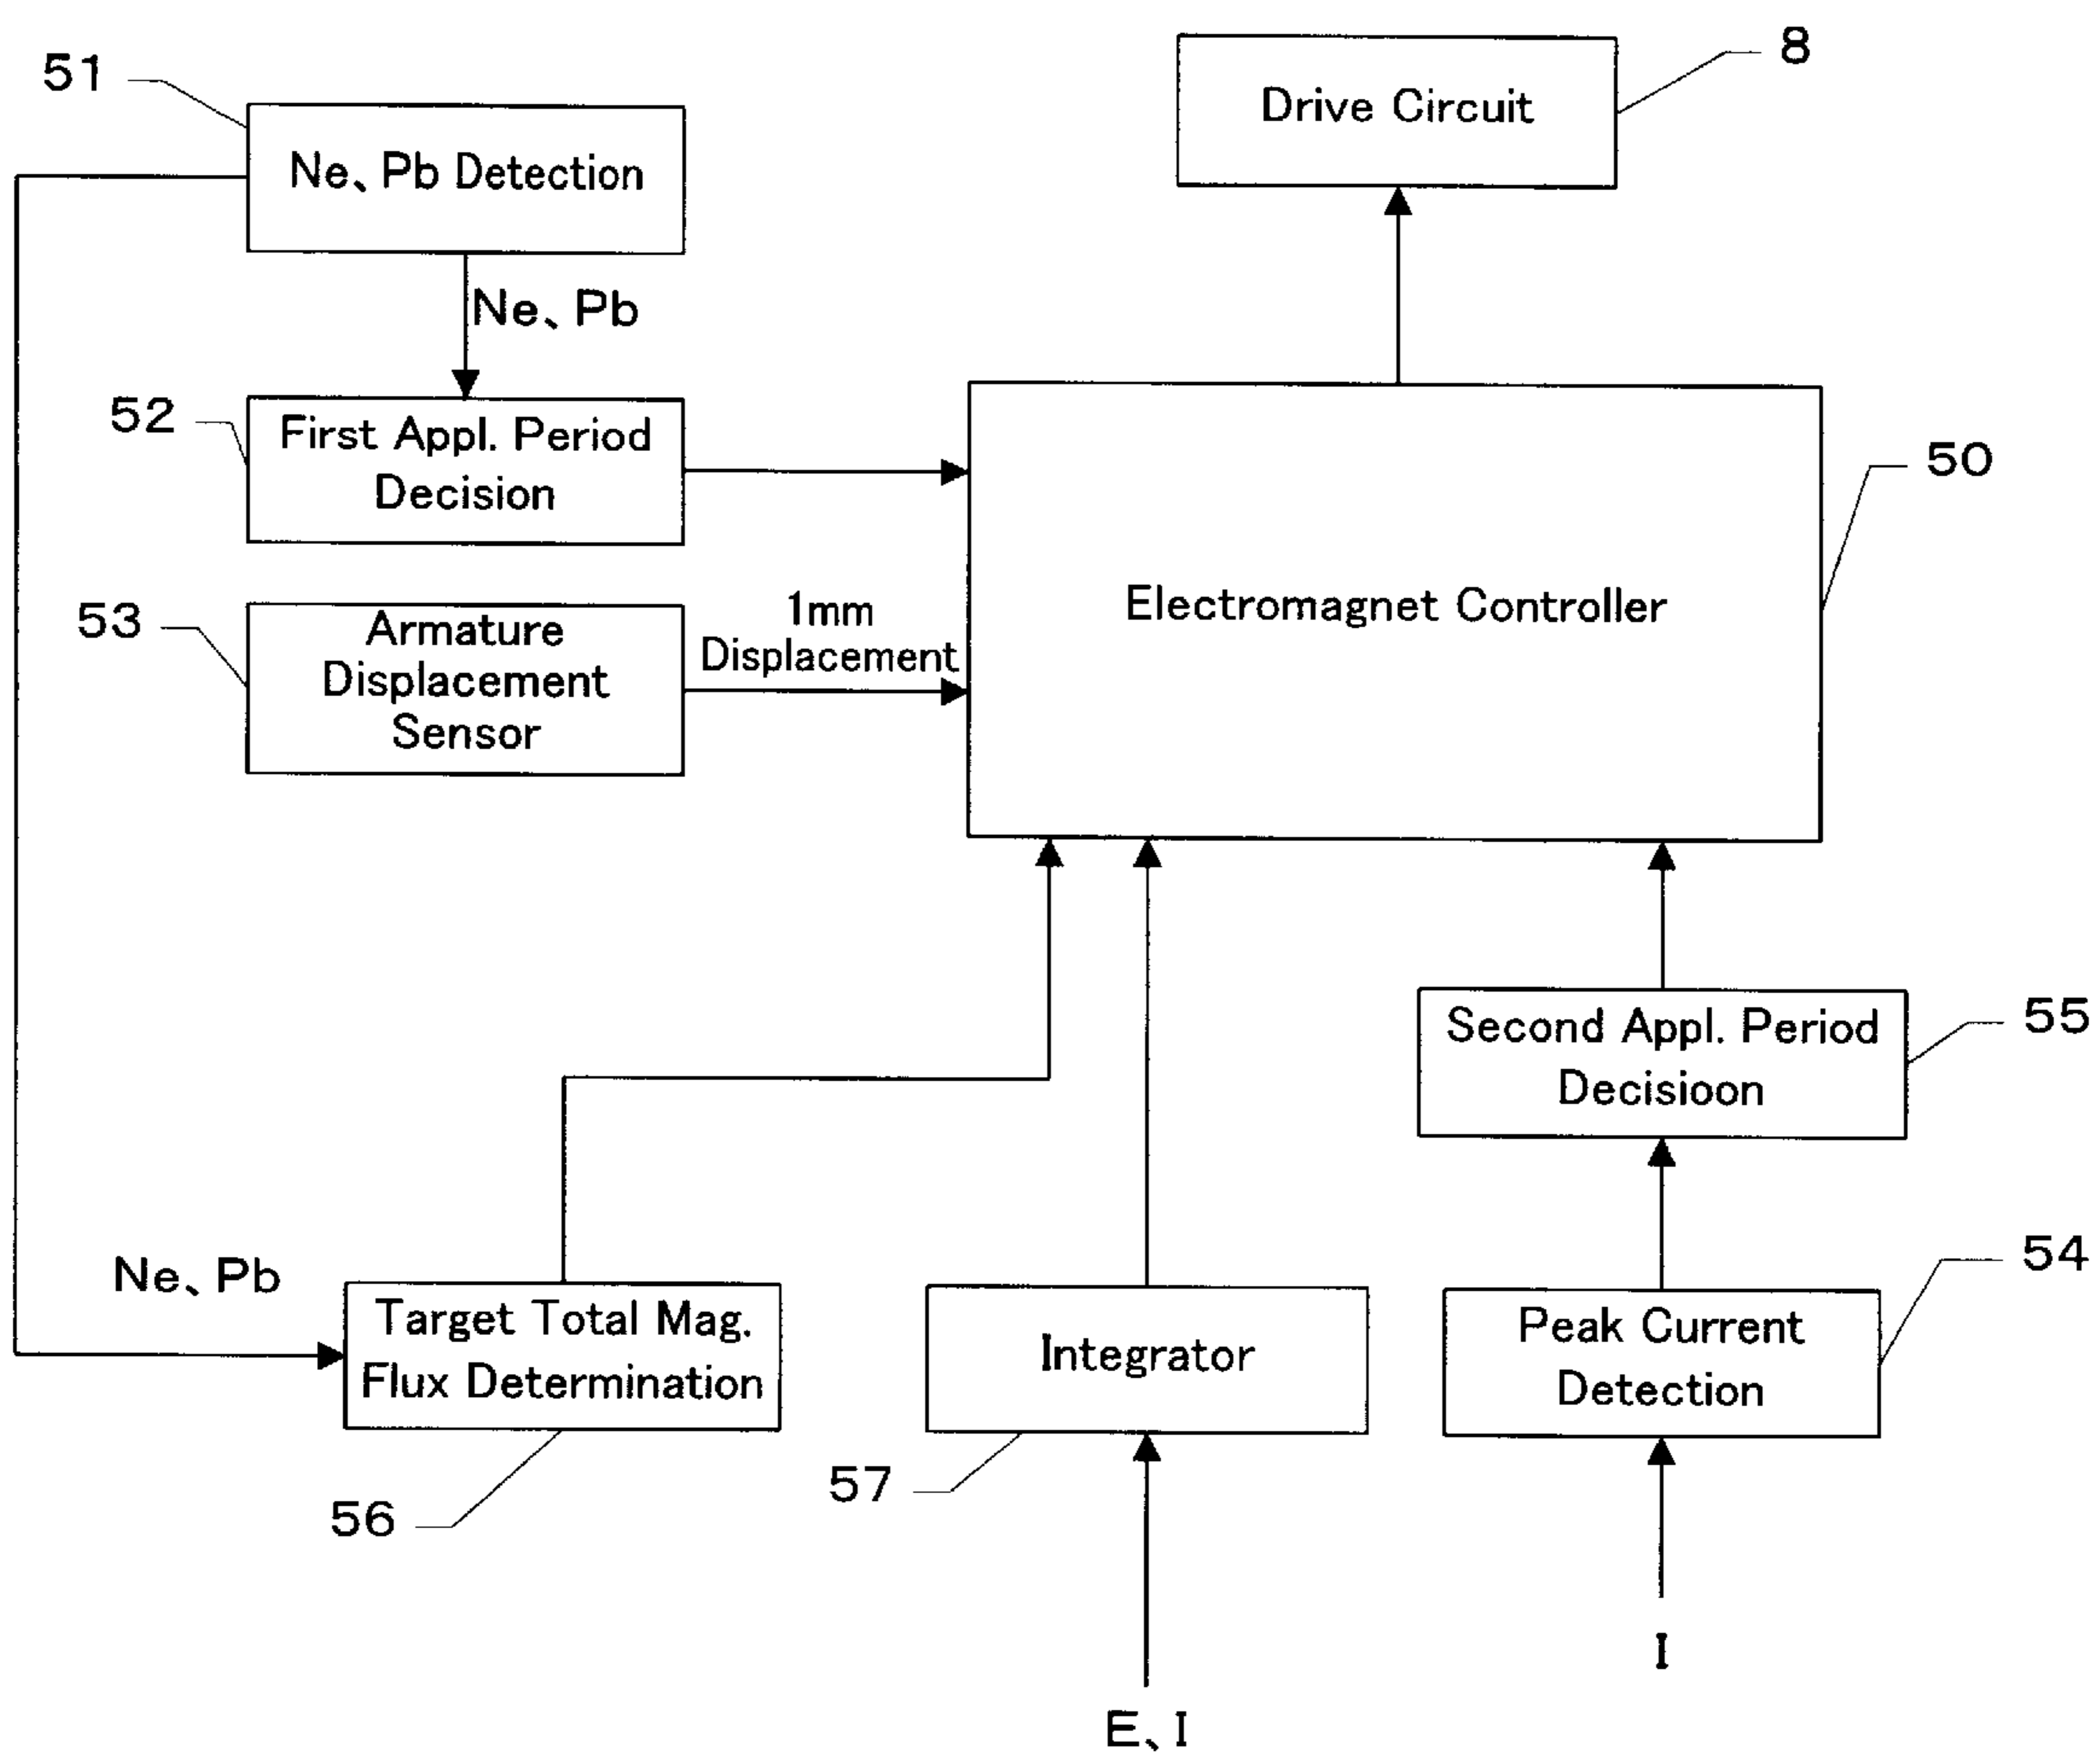 51
Ne、Pb Detection
Drive Circuit
8
Ne、Pb
52
First Appl. Period
Decision
50
Electromagnet Controller
53
Armature
Displacement
Sensor
1mm
Displacement
Second Appl. Period
Decisioon
55
Ne、Pb
Target Total Mag.
Flux Determination
56
Integrator
57
Peak Current
Detection
54
I
E、I